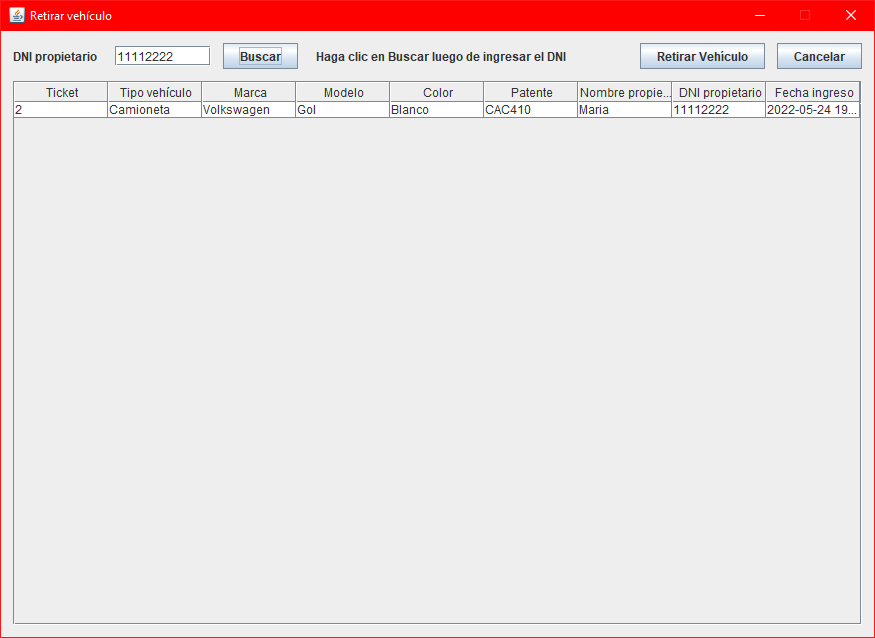 Retirar vehículo
DNI propietario 11112222 Buscar Haga clic en Buscar luego de ingresar el DNI Retirar Vehículo Cancelar
Ticket Tipo vehículo Marca Modelo Color Patente Nombre propie... DNI propietario Fecha ingreso
2 Camioneta Volkswagen Gol Blanco CAC410 Maria 11112222 2022-05-24 19...